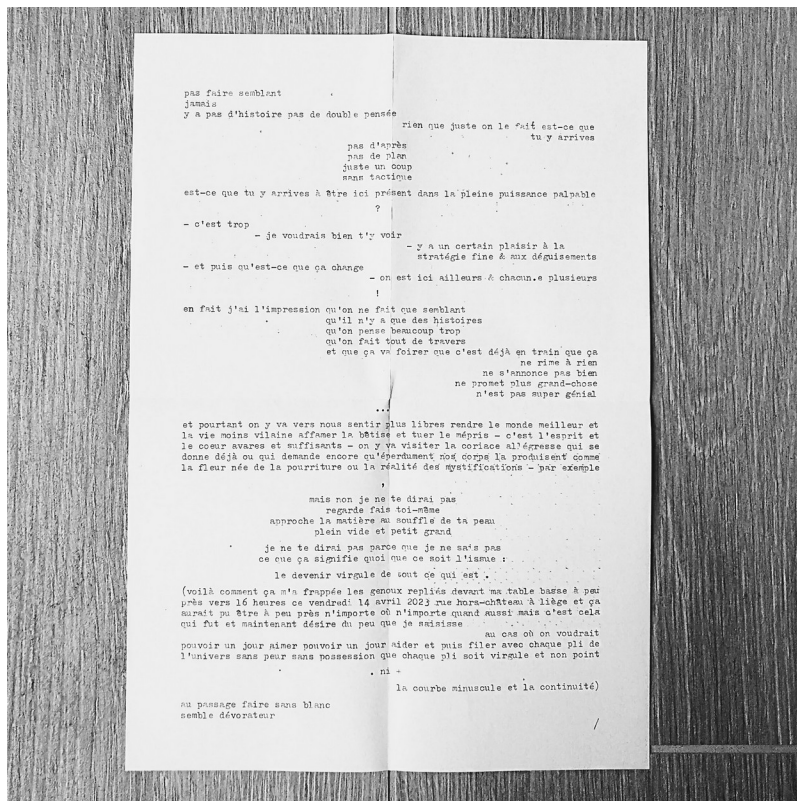 pas faire semblant
jamais
y a pas d'histoire pas de double pensée
rien que juste on le fait est-ce que
tu y arrives
pas d'après
pas de plan
juste un coup
sans tactique
est-ce que tu y arrives à être ici présent dans la pleine puissance palpable
?
- c'est trop
- je voudrais bien t'y voir
- y a un certain plaisir à la
stratégie fine & aux déguisements
- et puis qu'est-ce que ça change
- on est ici ailleurs & chacun.e plusieurs
!
en fait j'ai l'impression qu'on ne fait que semblant
qu'il n'y a que des histoires
qu'on pense beaucoup trop
qu'on fait tout de travers
et que ça va foirer que c'est déjà en train que ça
ne rime à rien
ne s'annonce pas bien
ne promet plus grand-chose
n'est pas super génial
...
et pourtant on y va vers nous sentir plus libres rendre le monde meilleur et
la vie moins vilaine affamer la bêtise et tuer le mépris - c'est l'esprit et
le coeur avares et suffisants - on y va visiter la coriace allégresse qui se
donne déjà ou qui demande encore qu'éperdument nos corps la produisent comme
la fleur née de la pourriture ou la réalité des mystifications - par exemple
,
mais non je ne te dirai pas
regarde fais toi-même
approche la matière au souffle de ta peau
plein vide et petit grand
je ne te dirai pas parce que je ne sais pas
ce que ça signifie quoi que ce soit l'issue :
le devenir virgule de tout ce qui est .
(voilà comment ça m'a frappée les genoux repliés devant ma table basse à peu
près vers 16 heures ce vendredi 14 avril 2023 rue hors-château à liège et ça
aurait pu être à peu près n'importe où n'importe quand aussi mais c'est cela
qui fut et maintenant désire du peu que je saisisse
au cas où on voudrait
pouvoir un jour aimer pouvoir un jour aider et puis filer avec chaque pli de
l'univers sans peur sans possession que chaque pli soit virgule et non point
. ni +
la courbe minuscule et la continuité)
au passage faire sans blanc
semble dévorateur
/